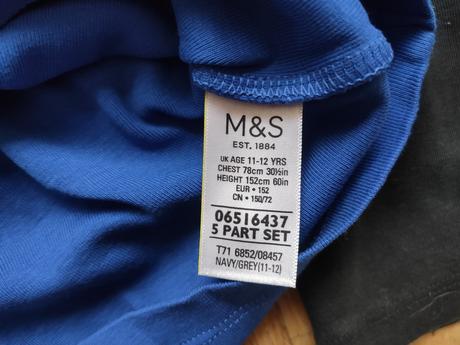 M&S
EST. 1884
UK AGE 11-12 YRS
CHEST 78cm 30½in
HEIGHT 152cm 60in
EUR • 152
CN • 150/72
06516437
5 PART SET
T71 6852/08457
NAVY/GREY(11-12)